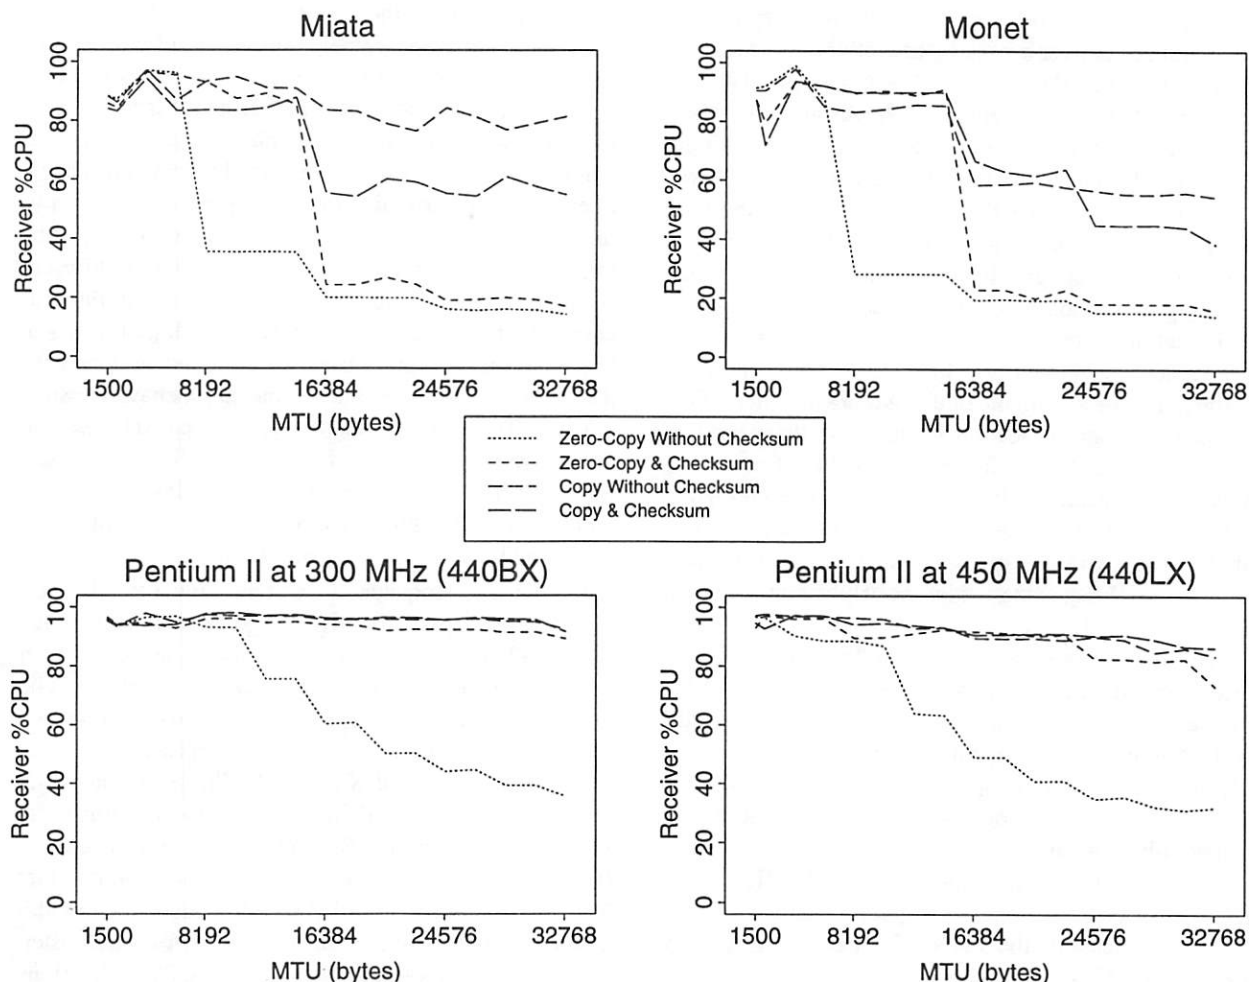 Miata
Receiver %CPU
100
80
60
40
20
0
1500 8192 16384 24576 32768
MTU (bytes)
Monet
Receiver %CPU
100
80
60
40
20
0
1500 8192 16384 24576 32768
MTU (bytes)
Zero-Copy Without Checksum
Zero-Copy & Checksum
Copy Without Checksum
Copy & Checksum
Pentium II at 300 MHz (440BX)
Receiver %CPU
100
80
60
40
20
0
1500 8192 16384 24576 32768
MTU (bytes)
Pentium II at 450 MHz (440LX)
Receiver %CPU
100
80
60
40
20
0
1500 8192 16384 24576 32768
MTU (bytes)